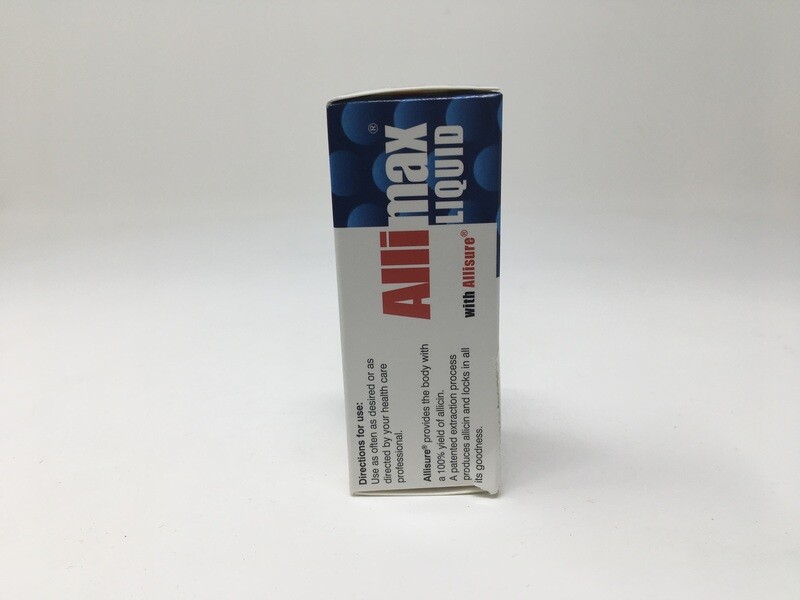 Allimax®
LIQUID
with Allisure®
Directions for use:
Use as often as desired or as
directed by your health care
professional.
Allisure® provides the body with
a 100% yield of allicin.
A patented extraction process
produces allicin and locks in all
its goodness.